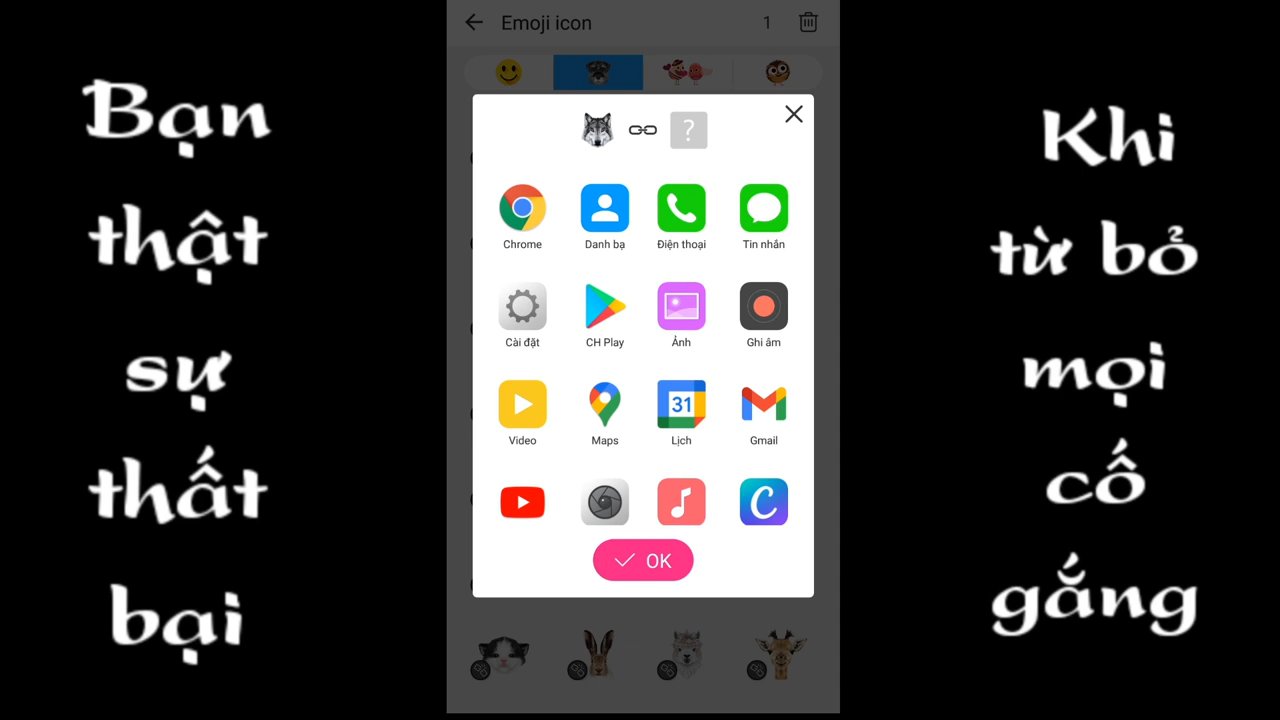 Bạn
thật
sự
thất
bại
Emoji icon 1
?
Chrome Danh bạ Điện thoại Tin nhắn
Cài đặt CH Play Ảnh Ghi âm
31
Video Maps Lịch Gmail
C
OK
Khi
từ bỏ
mọi
cố
gắng